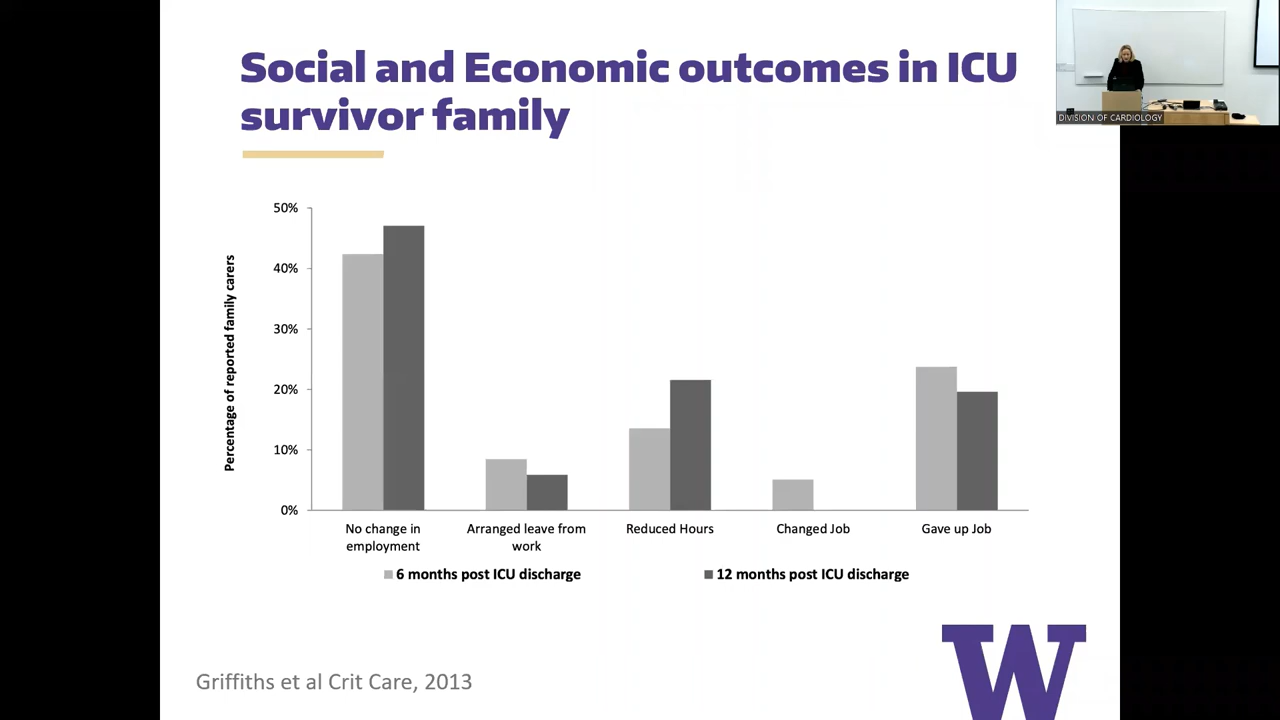 Social and Economic outcomes in ICU
survivor family
DIVISION OF CARDIOLOGY
50%
40%
30%
20%
10%
0%
Percentage of reported family carers
No change in
employment
Arranged leave from
work
Reduced Hours
Changed Job
Gave up Job
6 months post ICU discharge
12 months post ICU discharge
Griffiths et al Crit Care, 2013
W